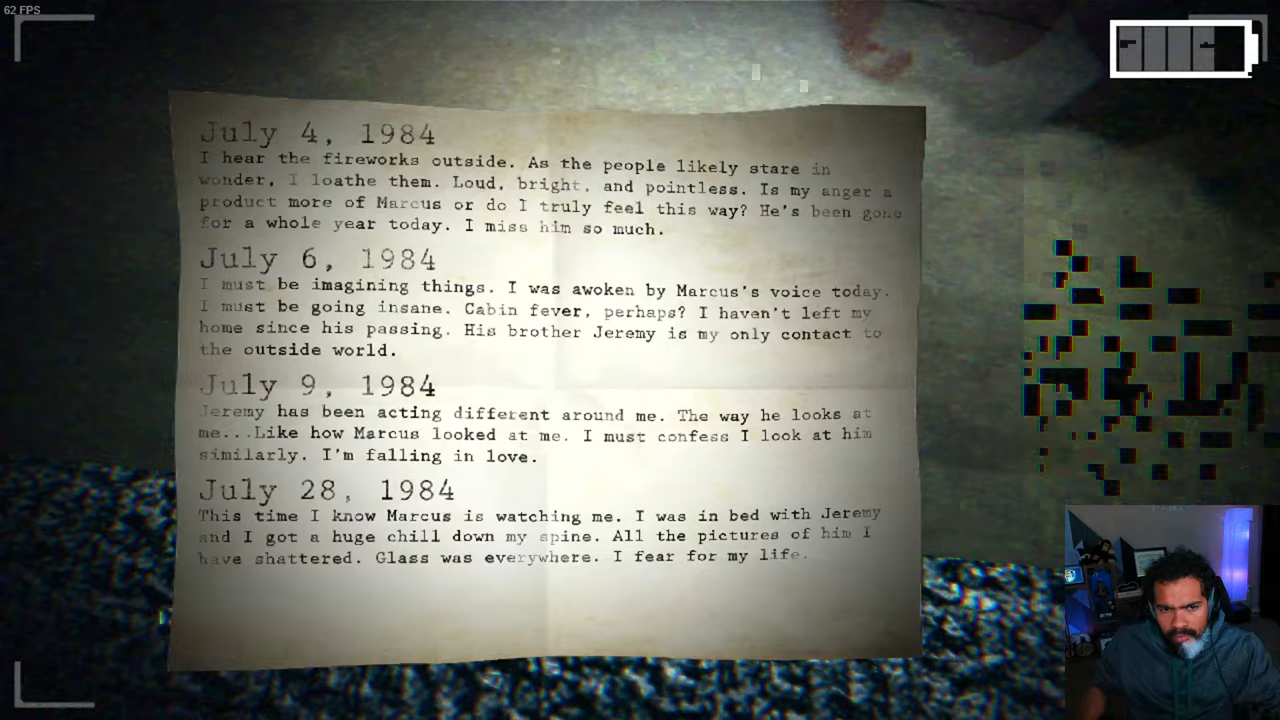 62 FPS
July 4, 1984
I hear the fireworks outside. As the people likely stare in
wonder, I loathe them. Loud, bright, and pointless. Is my anger a
product more of Marcus or do I truly feel this way? He's been gone
for a whole year today. I miss him so much.
July 6, 1984
I must be imagining things. I was awoken by Marcus's voice today.
I must be going insane. Cabin fever, perhaps? I haven't left my
home since his passing. His brother Jeremy is my only contact to
the outside world.
July 9, 1984
Jeremy has been acting different around me. The way he looks at
me...Like how Marcus looked at me. I must confess I look at him
similarly. I'm falling in love.
July 28, 1984
This time I know Marcus is watching me. I was in bed with Jeremy
and I got a huge chill down my spine. All the pictures of him I
have shattered. Glass was everywhere. I fear for my life.